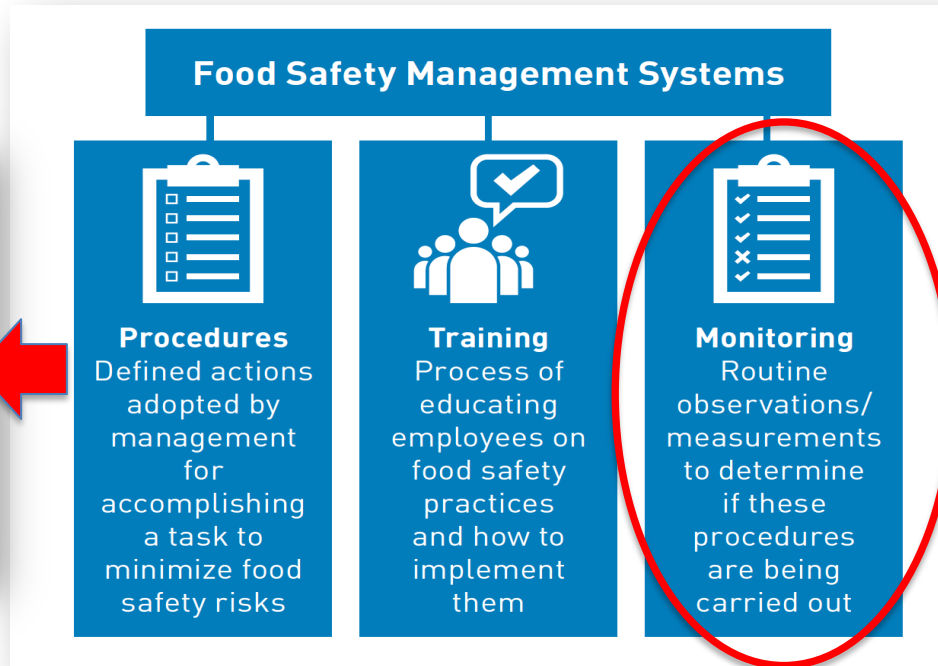 Food Safety Management Systems
Procedures
Defined actions
adopted by
management
for
accomplishing
a task to
minimize food
safety risks
Training
Process of
educating
employees on
food safety
practices
and how to
implement
them
Monitoring
Routine
observations/
measurements
to determine
if these
procedures
are being
carried out